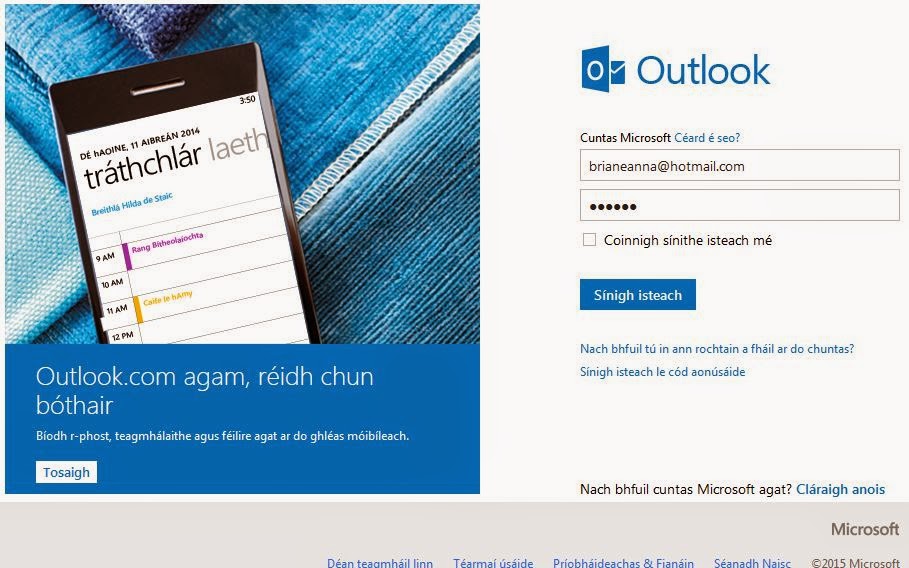 3:50
DÉ hAOINE, 11 AIBREÁN 2014
tráthchlár laeth
Breithlá Hilda de Staic
9 AM
Rang Bitheolaíochta
10 AM
11 AM
Caife le hAmy
12 PM
Outlook.com agam, réidh chun
bóthair
Bíodh r-phost, teagmhálaithe agus féilire agat ar do ghléas móibíleach.
Tosaigh
Outlook
Cuntas Microsoft Céard é seo?
brianeanna@hotmail.com
••••••
Coinnigh sínithe isteach mé
Sínigh isteach
Nach bhfuil tú in ann rochtain a fháil ar do chuntas?
Sínigh isteach le cód aonúsáide
Nach bhfuil cuntas Microsoft agat? Cláraigh anois
Microsoft
Déan teagmháil linn Téarmaí úsáide Príobháideachas & Fianáin Séanadh Naisc ©2015 Microsoft